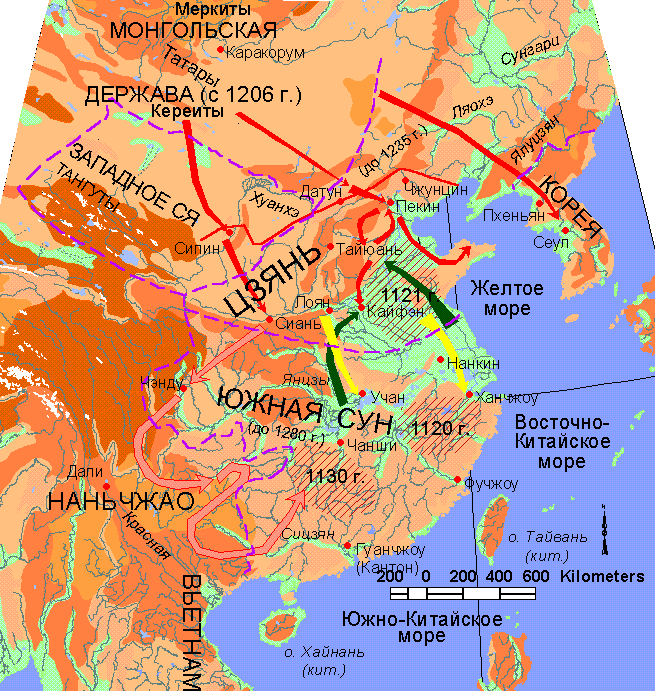 Меркиты
МОНГОЛЬСКАЯ
Каракорум
Татары
Сунгари
ДЕРЖАВА (с 1206 г.)
Кереиты
Ляохэ
(до 1235 г.)
Ялуцзян
ЗАПАДНОЕ СЯ
ТАНГУТЫ
Хуанхэ
Датун
Чжунцин
Пекин
КОРЕЯ
Пхеньян
Сеул
Сипин
Тайюань
ЦЗЯНЬ
1121 г.
Желтое
море
Лоян
Кайфэн
Сиань
Нанкин
Чэнду
Янцзы
Учан
Ханчжоу
ЮЖНАЯ СУН
(до 1280 г.)
1120 г.
Восточно-
Китайское
море
Чанши
1130 г.
Дали
НАНЬЧЖАО
Красная
Фучжоу
Сицзян
о. Тайвань
(кит.)
Гуанчжоу
(Кантон)
200 0 200 400 600 Kilometers
ВЬЕТНАМ
Южно-Китайское
море
о. Хайнань
(кит.)